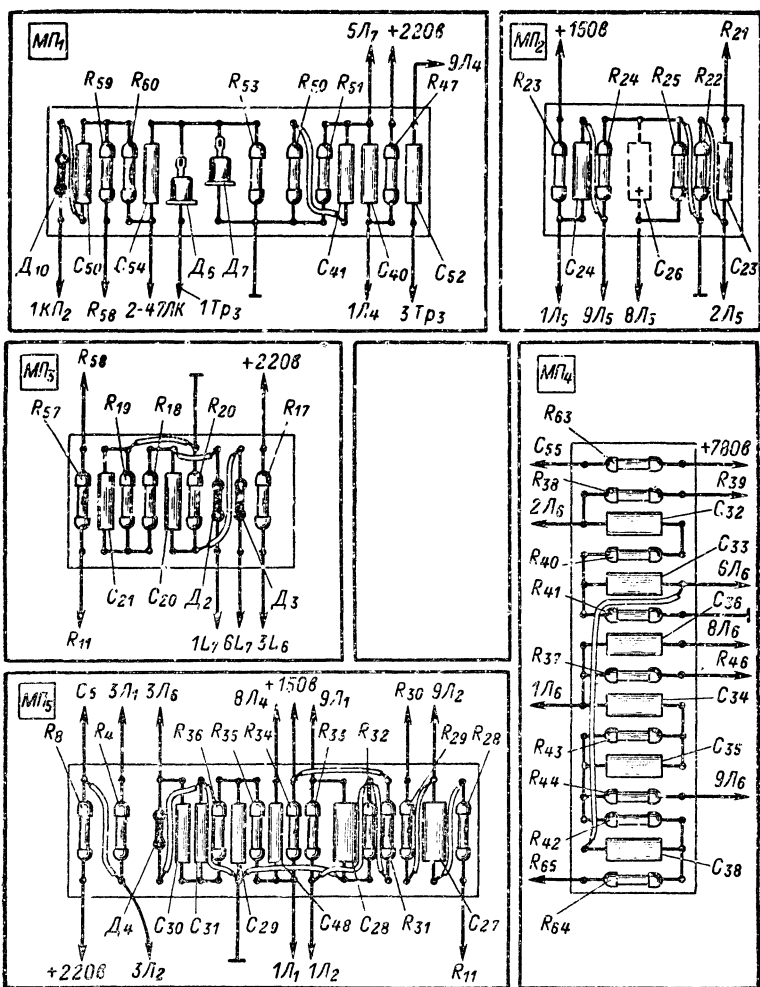 МП₁
5Л₇ +220в
9Л₄
R₅₉ R₆₀ R₅₃ R₅₀ R₅₁ R₄₇
Д₁₀ C₅₀ C₅₄ Д₆ Д₇ C₄₁ C₄₀ C₅₂
1КП₂ R₅₈ 2-47ЛК 1Тр₃ 1Л₄ 3Тр₃
МП₂
+150в R₂₁
R₂₃ R₂₄ R₂₅ R₂₂
C₂₄ C₂₆ C₂₃
1Л₅ 9Л₅ 8Л₅ 2Л₅
МП₃
R₅₈ +220в
R₅₇ R₁₉ R₁₈ R₂₀ R₁₇
C₂₁ C₂₀ Д₂ Д₃
R₁₁ 1L₇ 6L₇ 3L₆
МП₄
R₆₃
C₅₅ +780в
R₃₈ R₃₉
2Л₆ C₃₂
R₄₀ C₃₃
6Л₆
R₄₁ C₃₆
8Л₆
R₃₇ R₄₆
1Л₆ C₃₄
R₄₃ C₃₅
R₄₄ 9Л₆
R₄₂
R₆₅ C₃₈
R₆₄
МП₅
C₅ 3Л₁ 3Л₆ 8Л₄ +150в 9Л₁ R₃₀ 9Л₂
R₈ R₄ R₃₆ R₃₅ R₃₄ R₃₃ R₃₂ R₂₉ R₂₈
Д₄ C₃₀ C₃₁ C₂₉ C₄₈ C₂₈ R₃₁ C₂₇
+220в 3Л₂ 1Л₁ 1Л₂ R₁₁